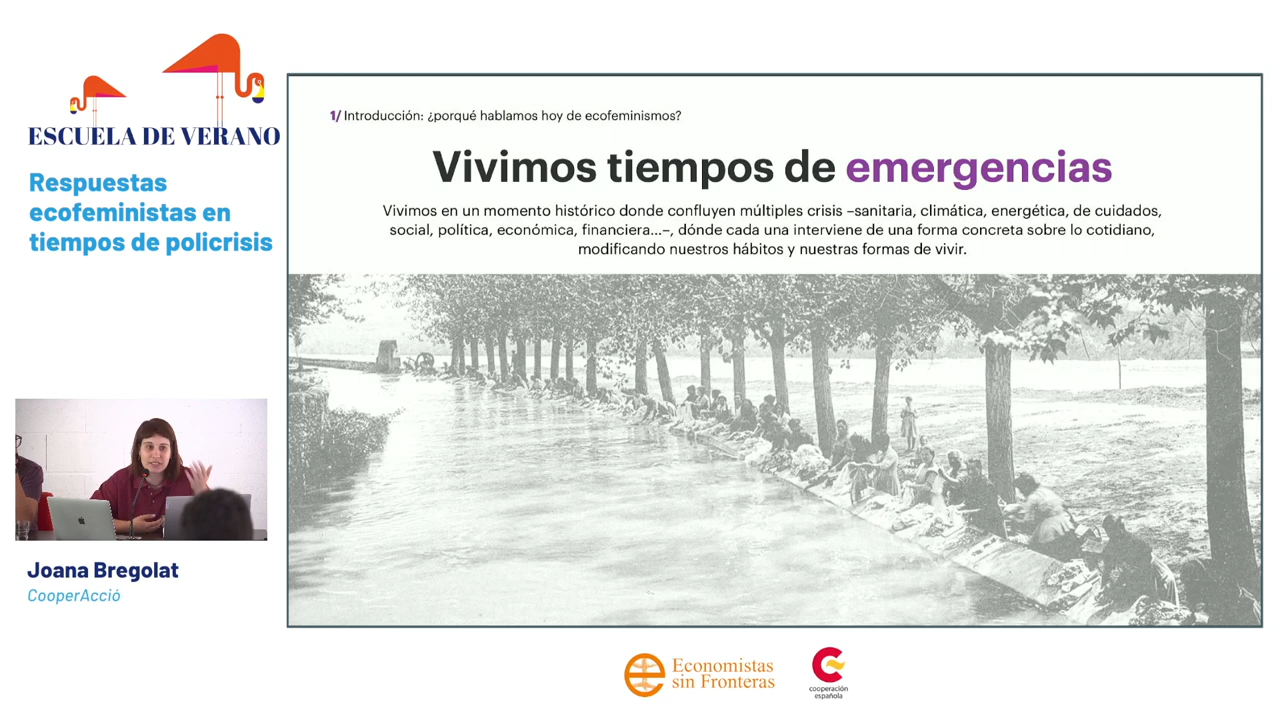 ESCUELA DE VERANO
Respuestas
ecofeministas en
tiempos de policrisis
1/ Introducción: ¿porqué hablamos hoy de ecofeminismos?
Vivimos tiempos de emergencias
Vivimos en un momento histórico donde confluyen múltiples crisis –sanitaria, climática, energética, de cuidados,
social, política, económica, financiera...–, dónde cada una interviene de una forma concreta sobre lo cotidiano,
modificando nuestros hábitos y nuestras formas de vivir.
Joana Bregolat
CooperAcció
Economistas
sin Fronteras
cooperación
española